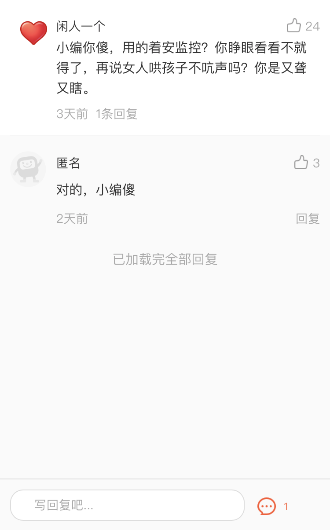 闲人一个
24
小编你傻，用的着安监控？你睁眼看看不就
得了，再说女人哄孩子不吭声吗？你是又聋
又瞎。
3天前 1条回复
匿名
3
对的，小编傻
2天前
回复
已加载完全部回复
写回复吧...
1